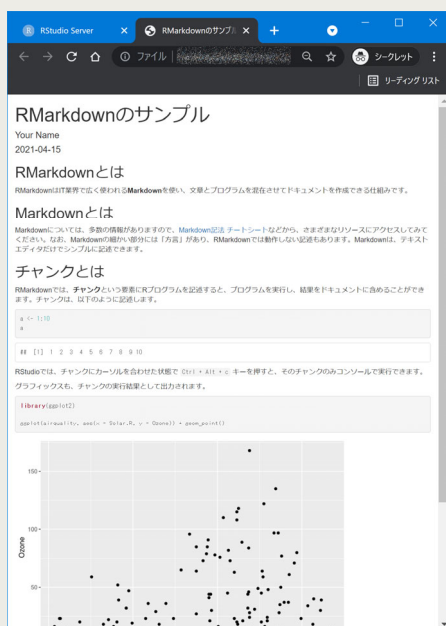 RStudio Server
RMarkdownのサンプル
ファイル
シークレット
リーディング リスト
RMarkdownのサンプル
Your Name
2021-04-15
RMarkdownとは
RMarkdownはIT業界で広く使われるMarkdownを使い、文章とプログラムを混在させてドキュメントを作成できる仕組みです。
Markdownとは
Markdownについては、多数の情報がありますので、Markdown記法 チートシートなどから、さまざまなリソースにアクセスしてみて
ください。なお、Markdownの細かい部分には「方言」があり、RMarkdownでは動作しない記述もあります。Markdownは、テキスト
エディタだけでシンプルに記述できます。
チャンクとは
RMarkdownでは、チャンクという要素にRプログラムを記述すると、プログラムを実行し、結果をドキュメントに含めることができ
ます。チャンクは、以下のように記述します。
a <- 1:10
a
## [1] 1 2 3 4 5 6 7 8 9 10
RStudioでは、チャンクにカーソルを合わせた状態で Ctrl + Alt + c キーを押すと、そのチャンクのみコンソールで実行できます。
グラフィックスも、チャンクの実行結果として出力されます。
library(ggplot2)
ggplot(airquality, aes(x = Solar.R, y = Ozone)) + geom_point()
150
100
Ozone
50